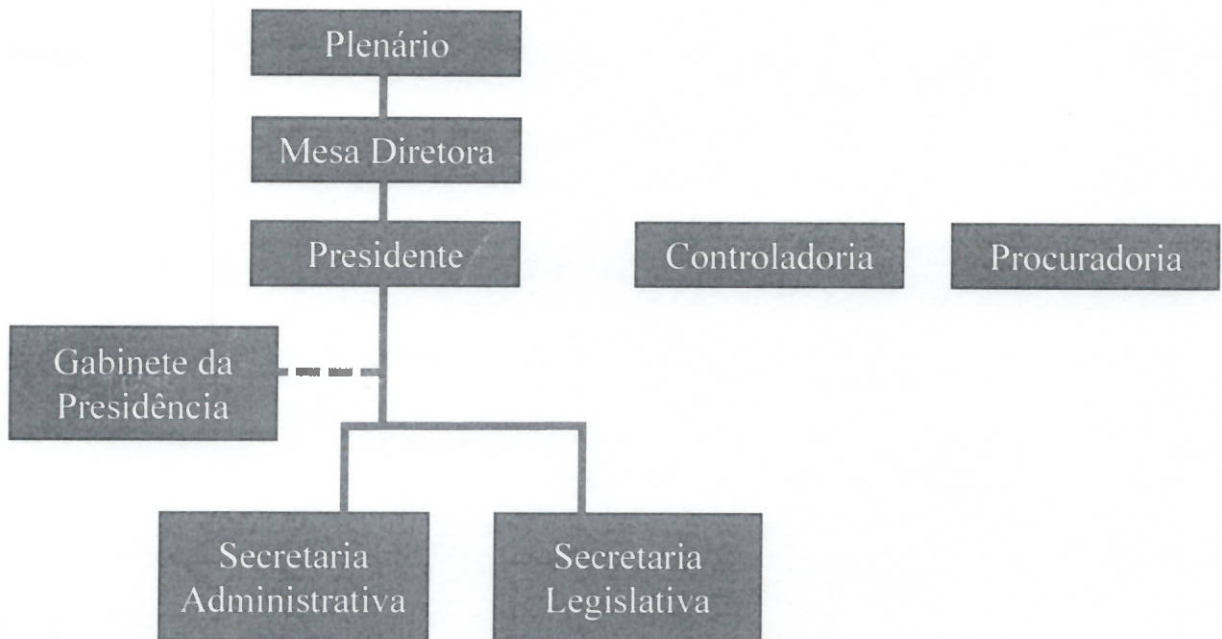 Plenário
Mesa Diretora
Presidente
Controladoria
Procuradoria
Gabinete da
Presidência
Secretaria
Administrativa
Secretaria
Legislativa